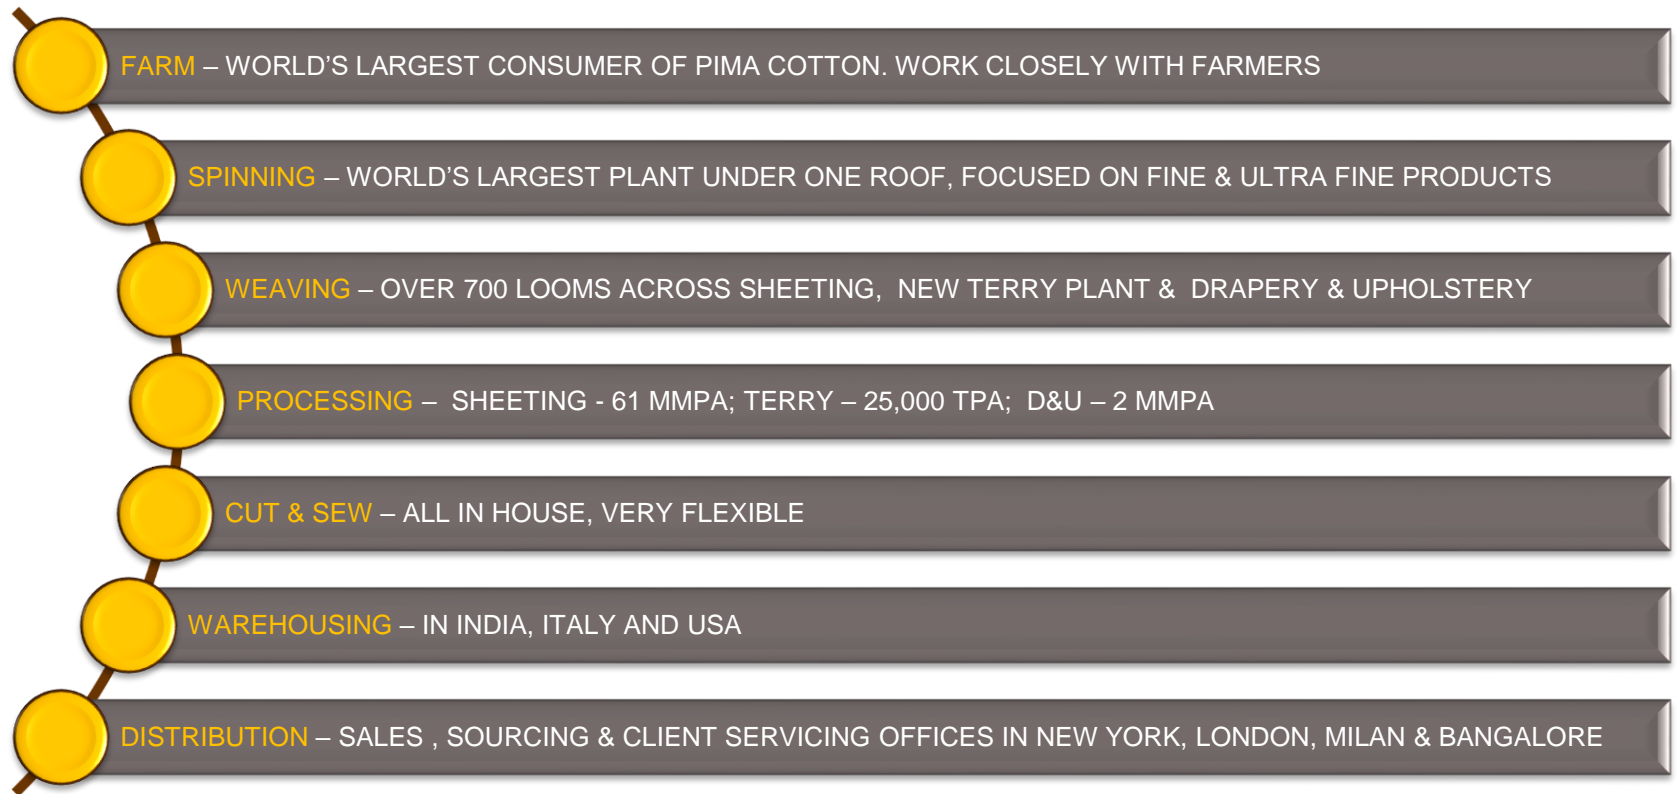 FARM – WORLD'S LARGEST CONSUMER OF PIMA COTTON. WORK CLOSELY WITH FARMERS
SPINNING – WORLD'S LARGEST PLANT UNDER ONE ROOF, FOCUSED ON FINE & ULTRA FINE PRODUCTS
WEAVING – OVER 700 LOOMS ACROSS SHEETING,  NEW TERRY PLANT &  DRAPERY & UPHOLSTERY
PROCESSING –  SHEETING - 61 MMPA; TERRY – 25,000 TPA;  D&U – 2 MMPA
CUT & SEW – ALL IN HOUSE, VERY FLEXIBLE
WAREHOUSING – IN INDIA, ITALY AND USA
DISTRIBUTION – SALES , SOURCING & CLIENT SERVICING OFFICES IN NEW YORK, LONDON, MILAN & BANGALORE